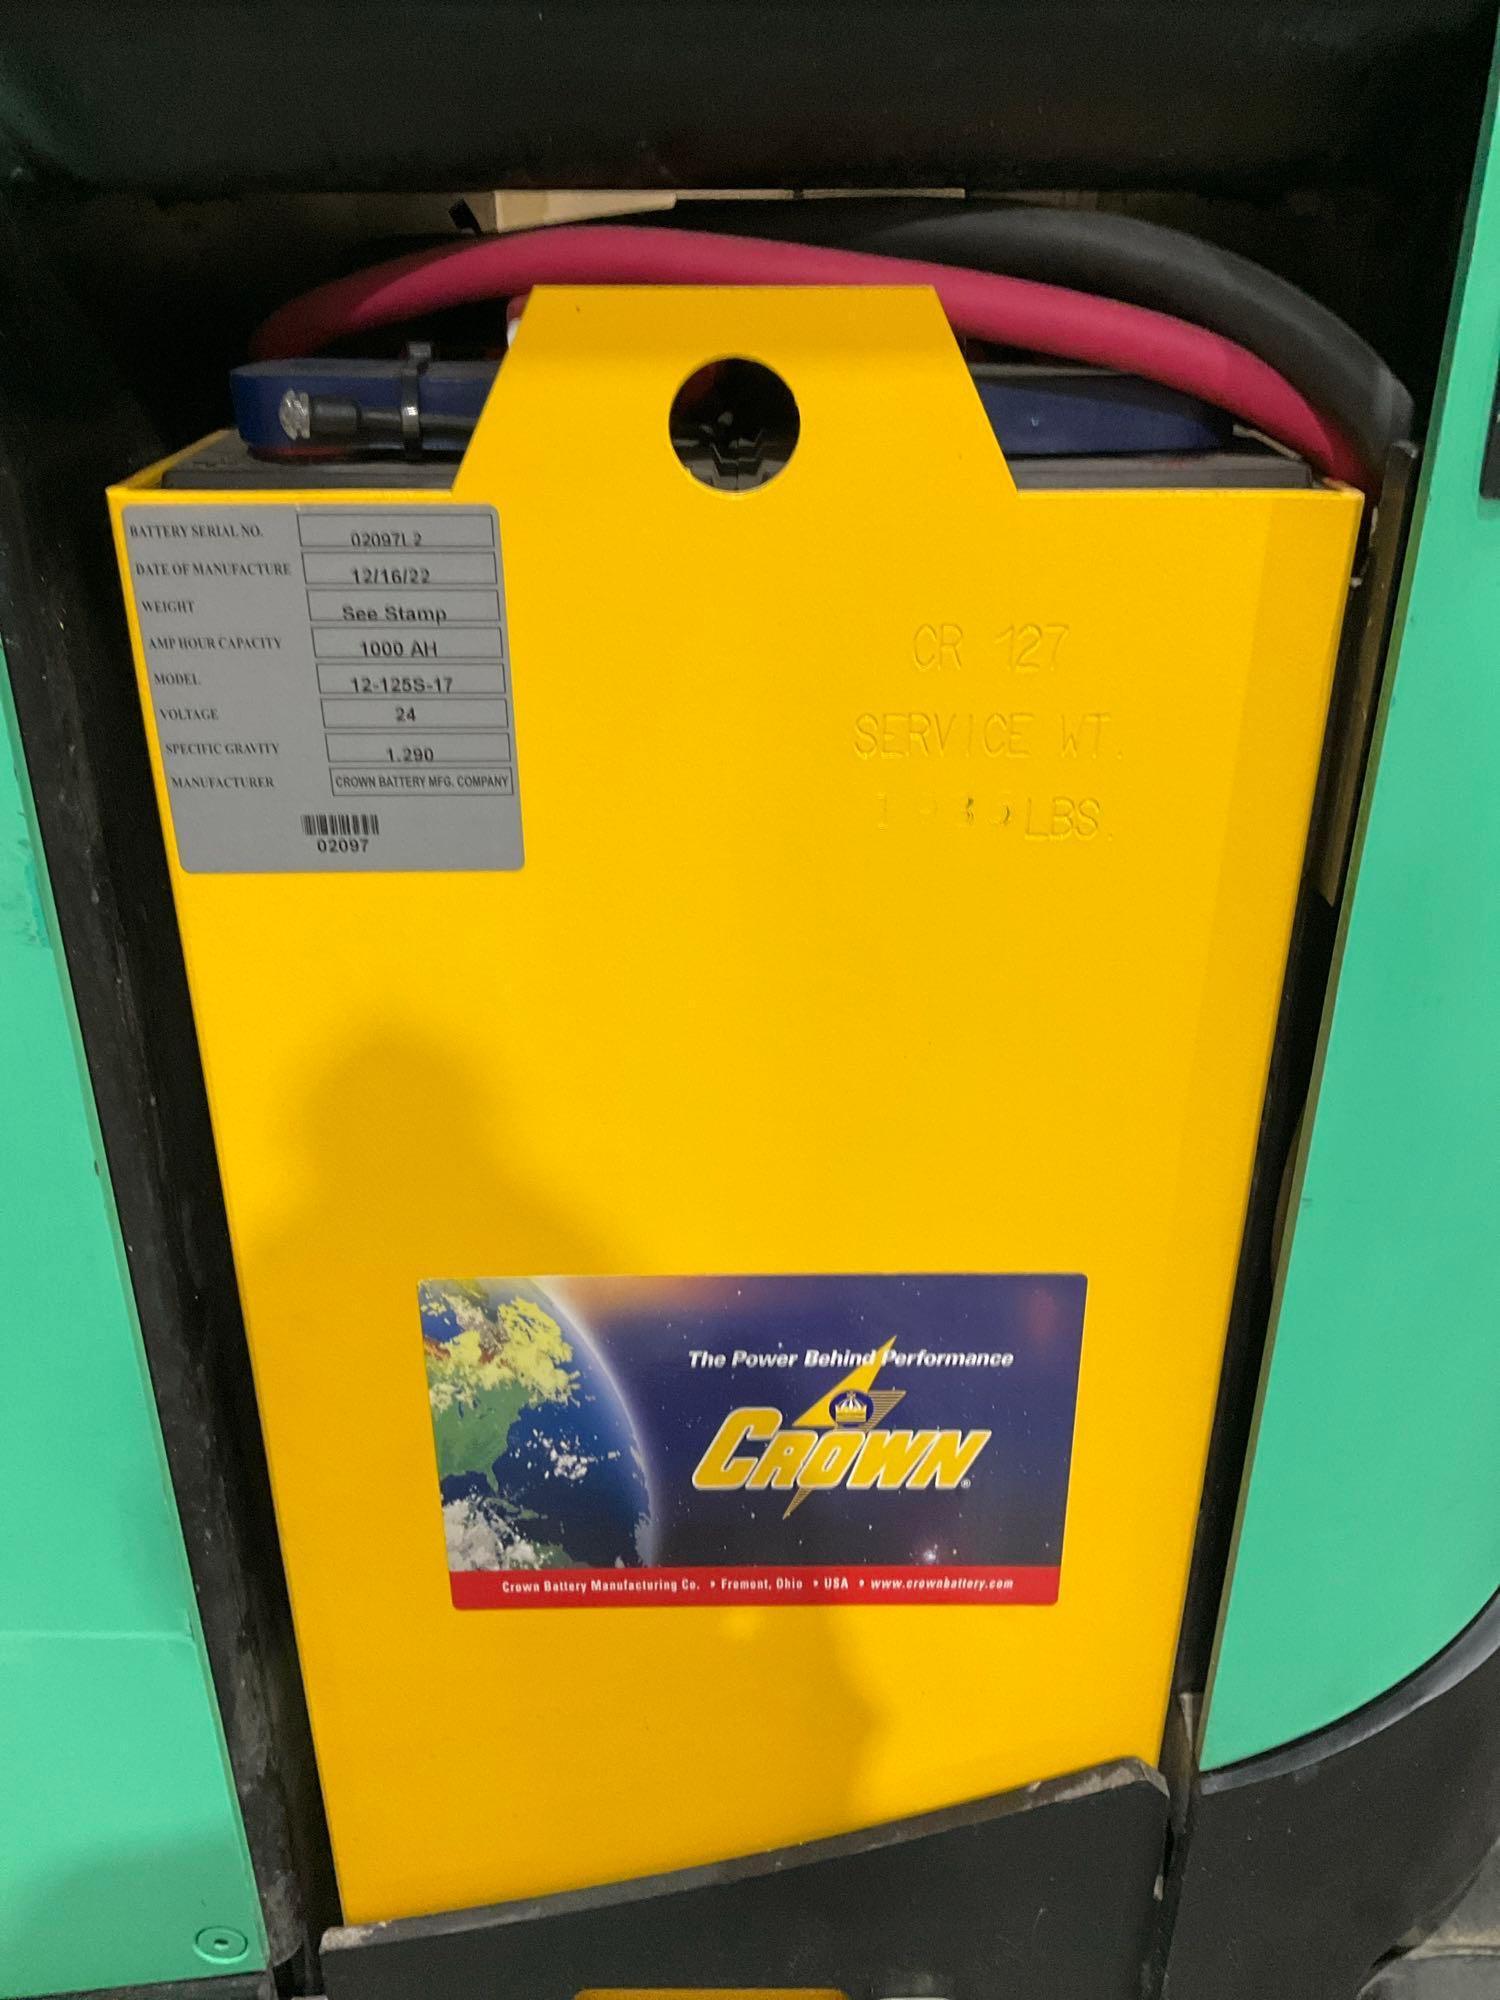 BATTERY SERIAL NO. 02097L2
DATE OF MANUFACTURE 12/16/22
WEIGHT See Stamp
AMP HOUR CAPACITY 1000 AH
MODEL 12-125S-17
VOLTAGE 24
SPECIFIC GRAVITY 1.290
MANUFACTURER CROWN BATTERY MFG. COMPANY
02097
CR 127
SERVICE WT.
LBS.
The Power Behind Performance
CROWN®
Crown Battery Manufacturing Co. • Fremont, Ohio • USA • www.crownbattery.com